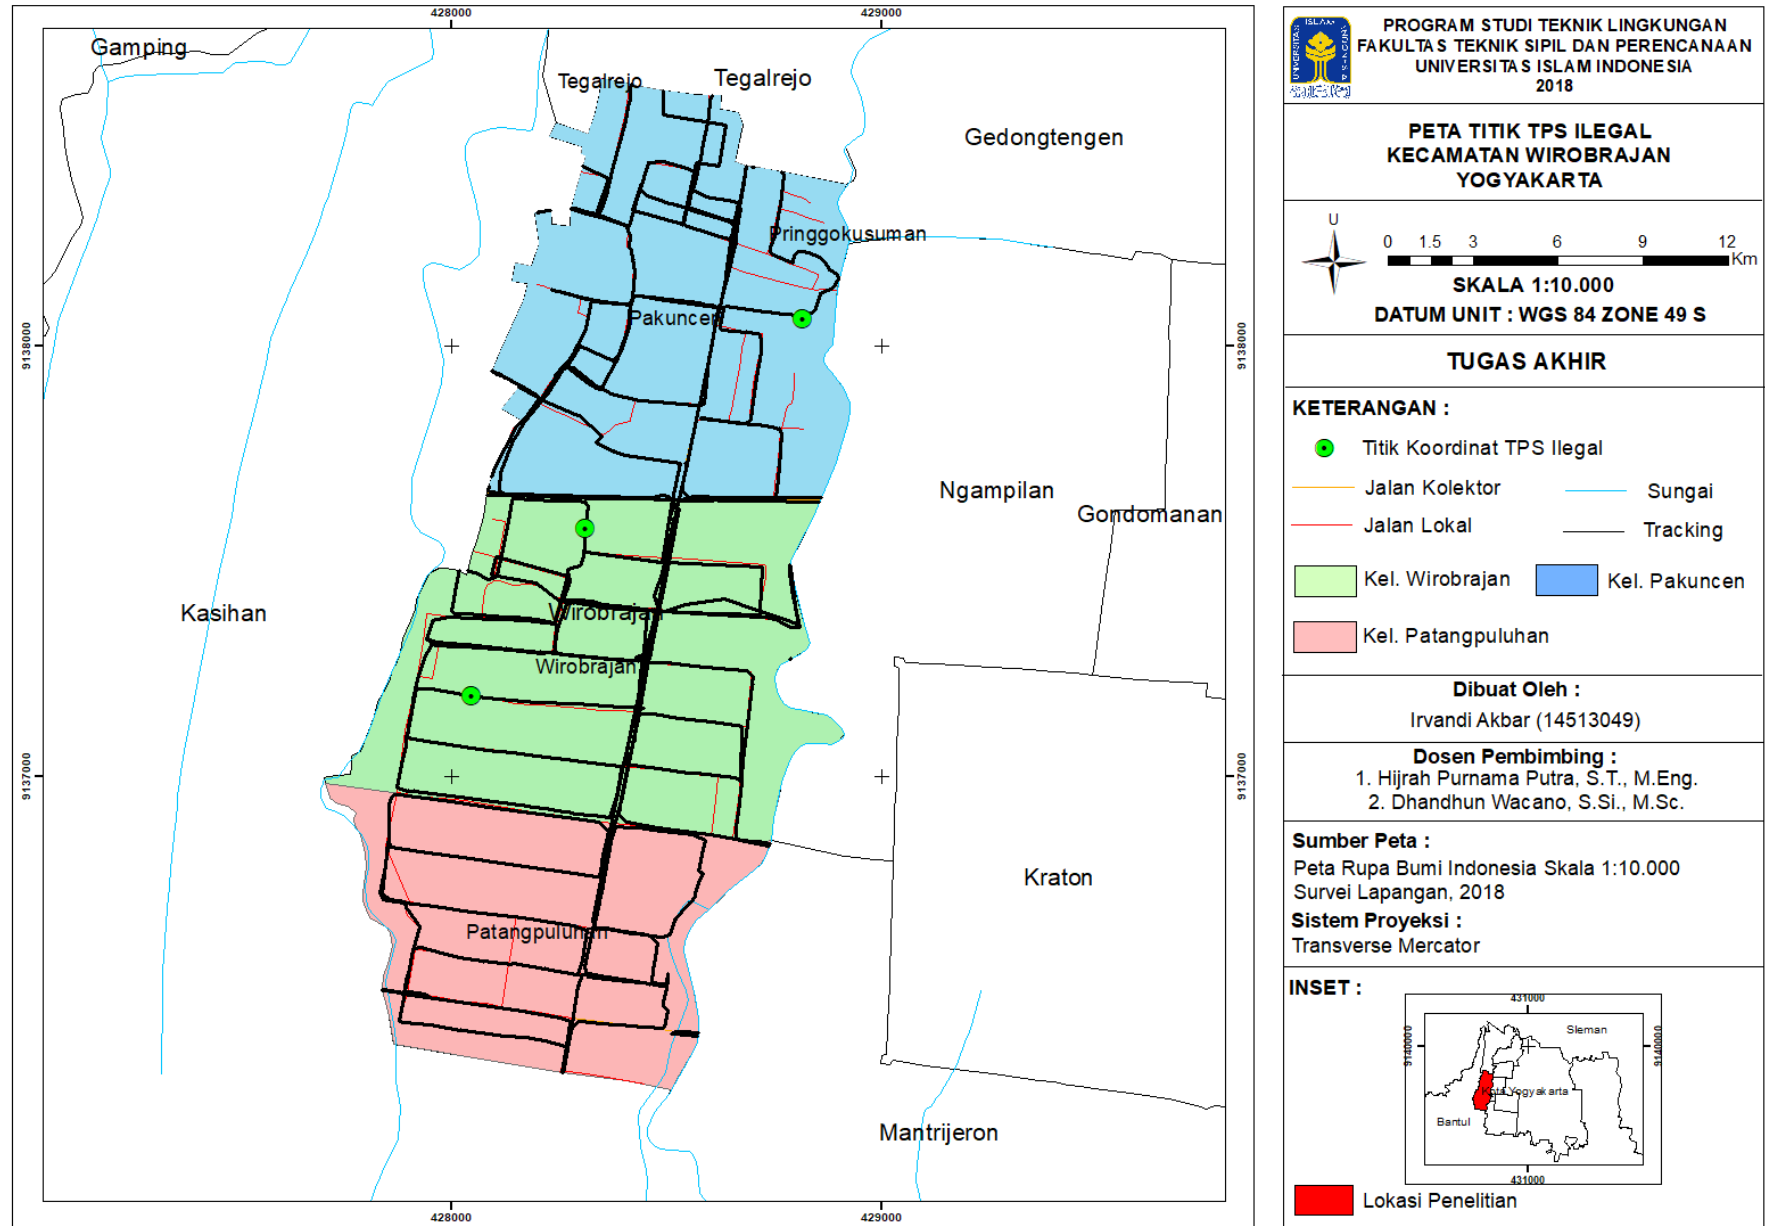 428000
429000
Gamping
Tegalrejo
Tegalrejo
Gedongtengen
Pringgokusuman
Pakuncen
9138000
9138000
Ngampilan
Gondomanan
Kasihan
Wirobrajan
Wirobrajan
9137000
9137000
Kraton
Patangpuluhan
Mantrijeron
428000
429000
PROGRAM STUDI TEKNIK LINGKUNGAN
FAKULTAS TEKNIK SIPIL DAN PERENCANAAN
UNIVERSITAS ISLAM INDONESIA
2018
PETA TITIK TPS ILEGAL
KECAMATAN WIROBRAJAN
YOGYAKARTA
U
0 1.5 3 6 9 12
Km
SKALA 1:10.000
DATUM UNIT : WGS 84 ZONE 49 S
TUGAS AKHIR
KETERANGAN :
Titik Koordinat TPS Ilegal
Jalan Kolektor
Sungai
Jalan Lokal
Tracking
Kel. Wirobrajan
Kel. Pakuncen
Kel. Patangpuluhan
Dibuat Oleh :
Irvandi Akbar (14513049)
Dosen Pembimbing :
1. Hijrah Purnama Putra, S.T., M.Eng.
2. Dhandhun Wacano, S.Si., M.Sc.
Sumber Peta :
Peta Rupa Bumi Indonesia Skala 1:10.000
Survei Lapangan, 2018
Sistem Proyeksi :
Transverse Mercator
INSET :
431000
Sleman
9140000
9140000
Kota Yogyakarta
Bantul
431000
Lokasi Penelitian